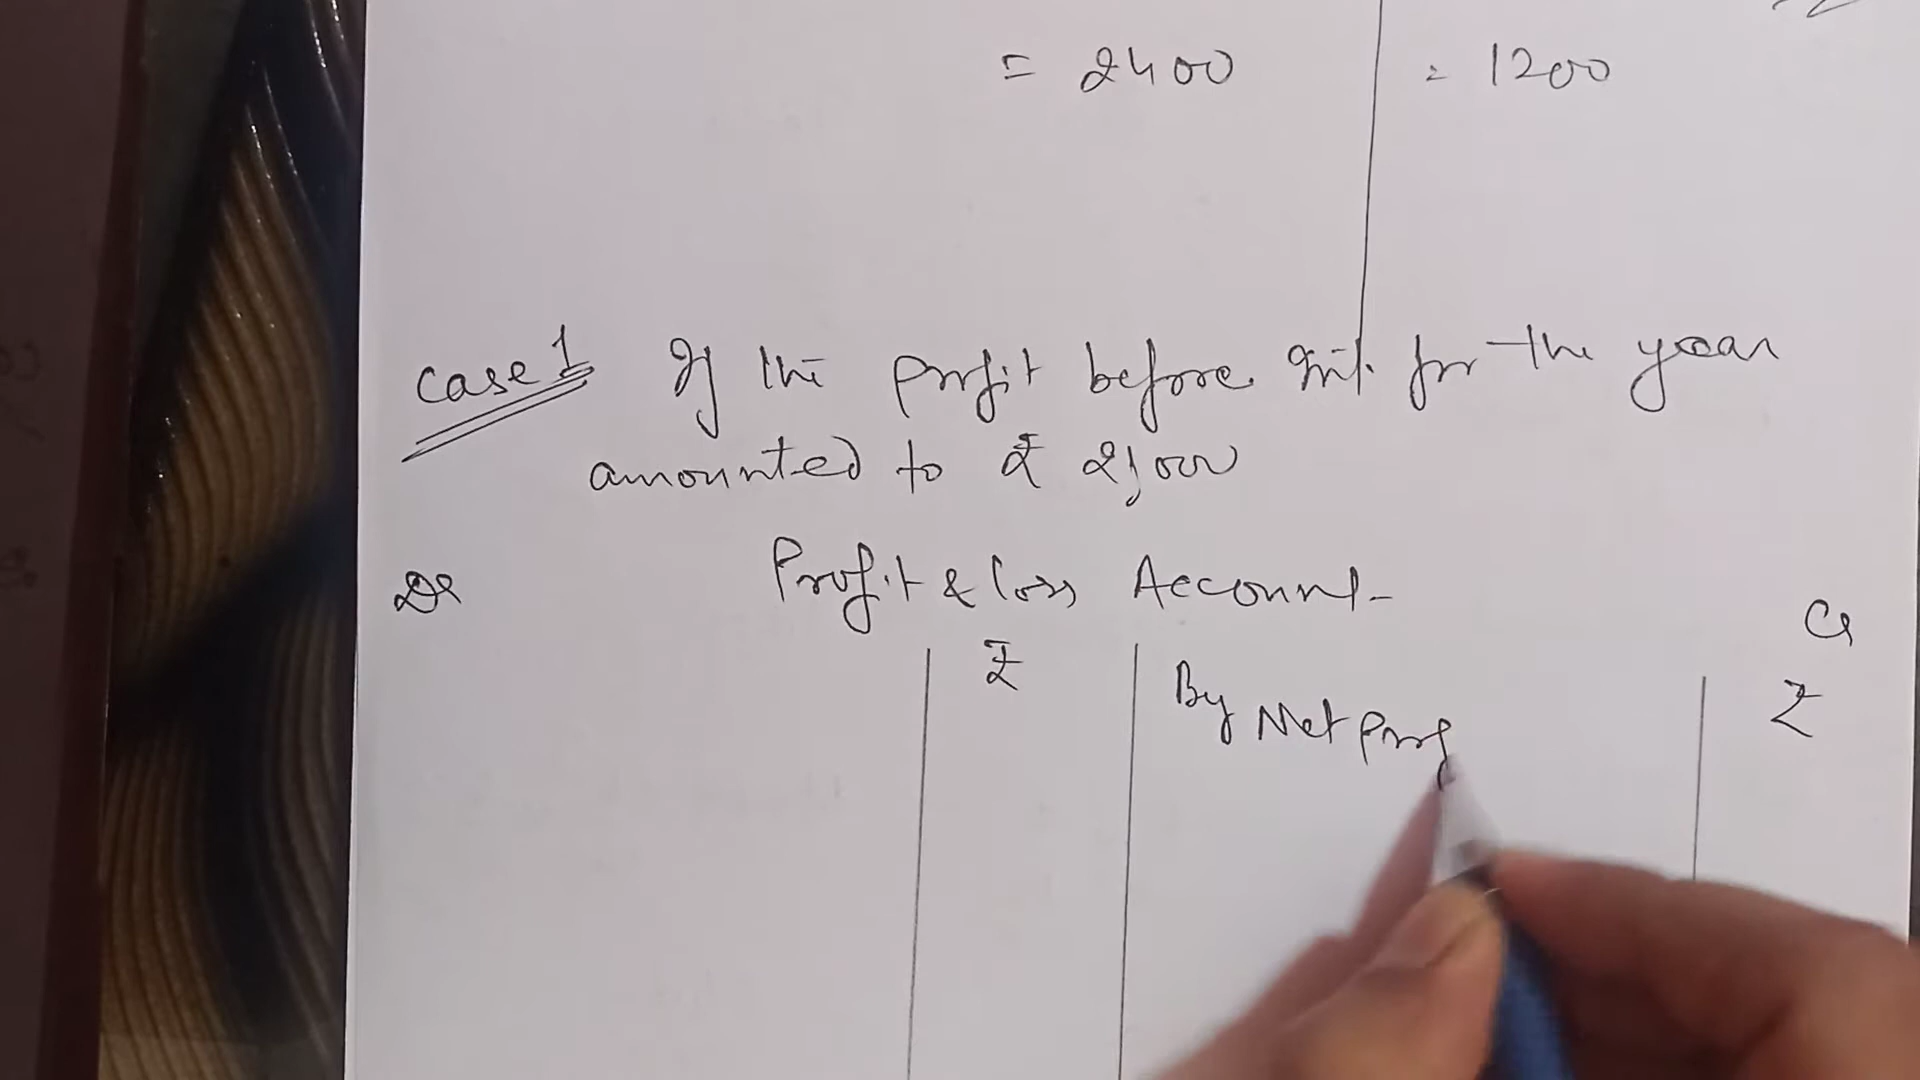 = 2400 = 1200
Case 1 If the profit before int. for the year
amounted to ₹ 21,000
Profit & loss Account
Dr Cr
₹ ₹
By Net prof